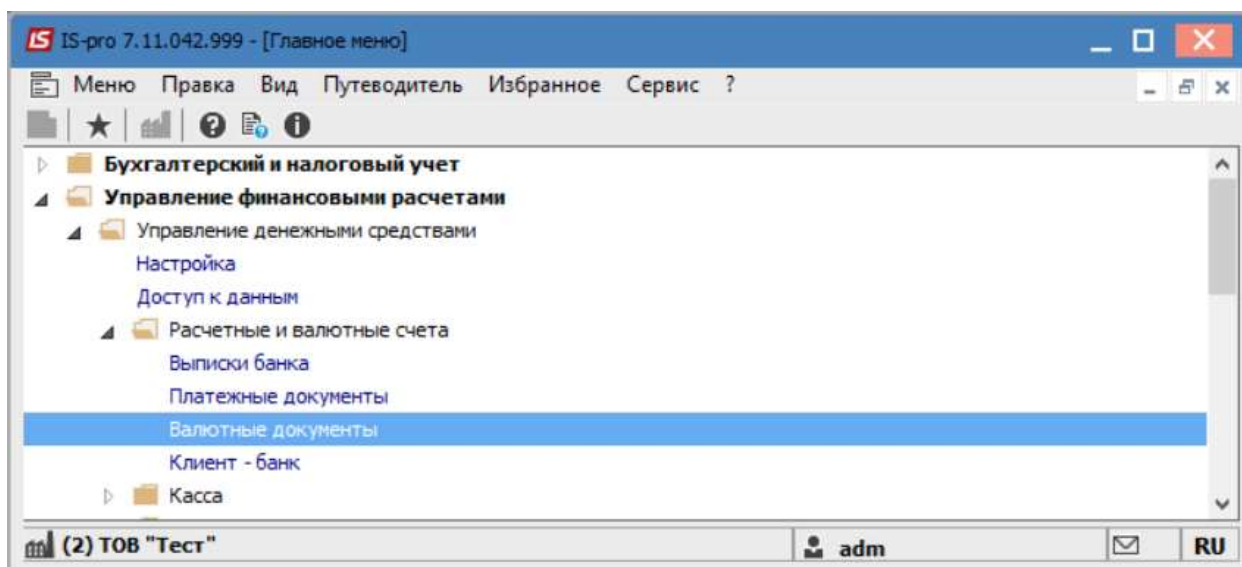 IS IS-pro 7.11.042.999 - [Главное меню]
Меню Правка Вид Путеводитель Избранное Сервис ?
Бухгалтерский и налоговый учет
Управление финансовыми расчетами
Управление денежными средствами
Настройка
Доступ к данным
Расчетные и валютные счета
Выписки банка
Платежные документы
Валютные документы
Клиент - банк
Касса
(2) ТОВ "Тест" adm RU